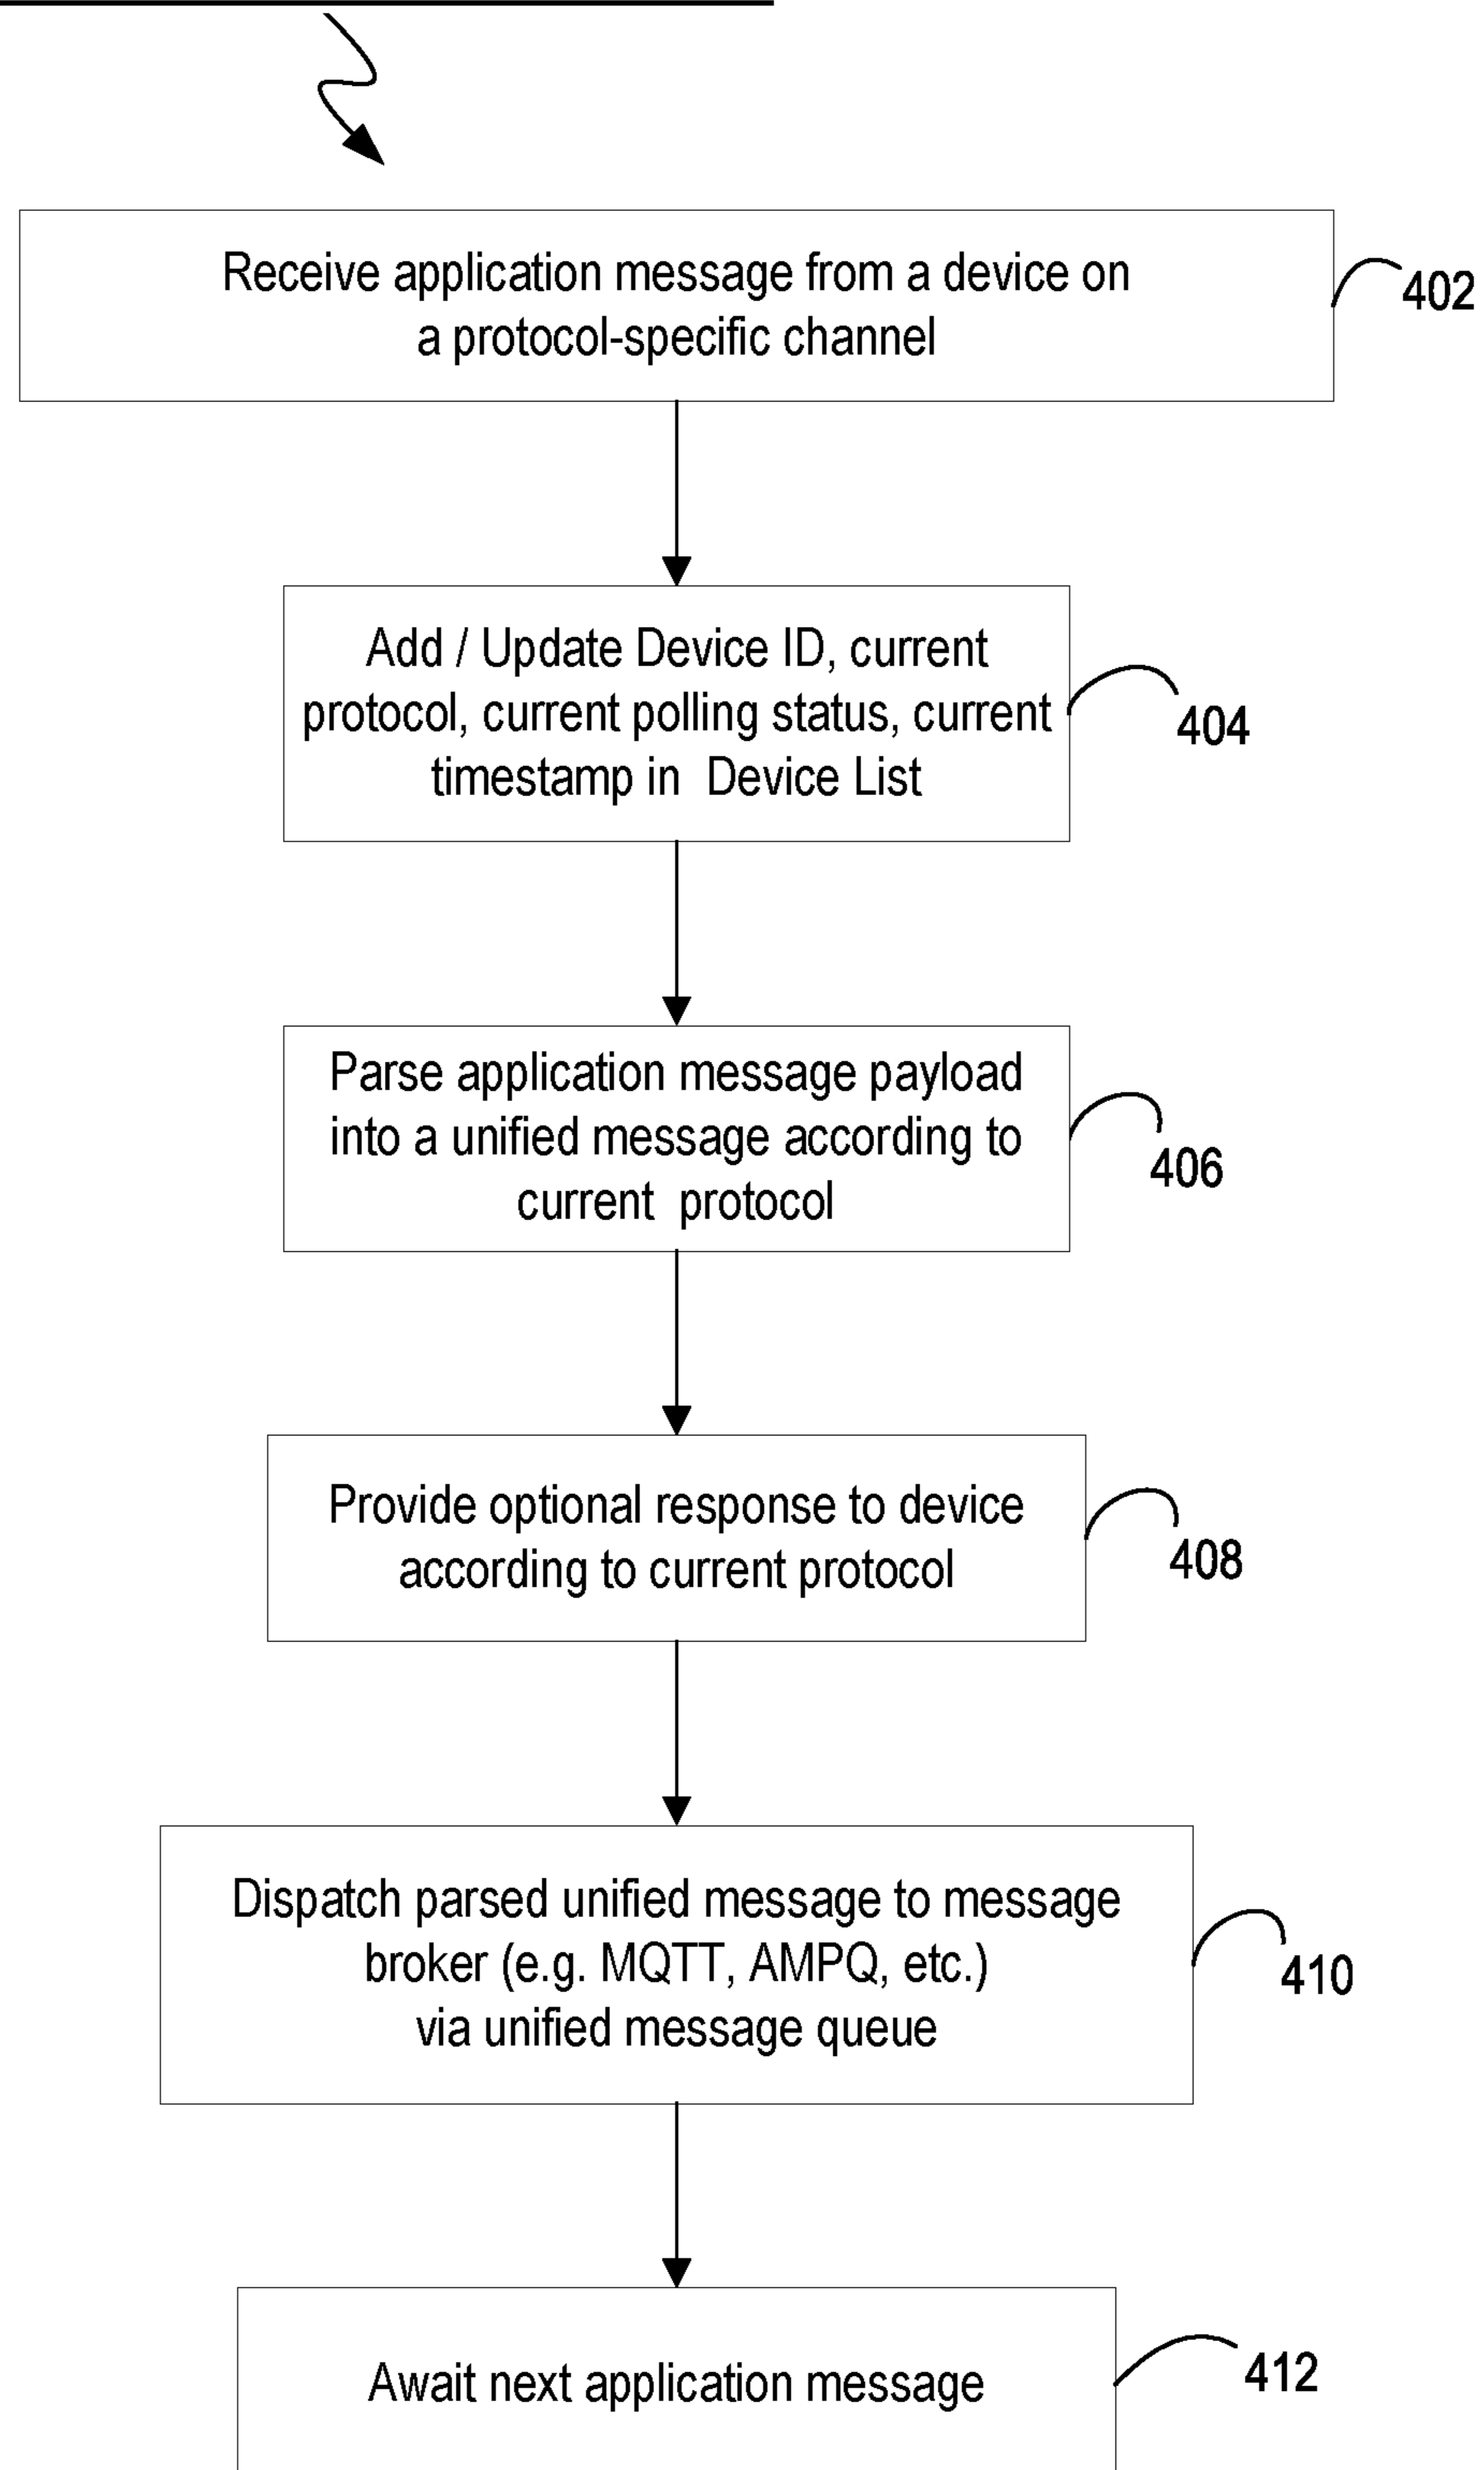 Receive application message from a device on
a protocol-specific channel
402
Add / Update Device ID, current
protocol, current polling status, current
timestamp in Device List
404
Parse application message payload
into a unified message according to
current protocol
406
Provide optional response to device
according to current protocol
408
Dispatch parsed unified message to message
broker (e.g. MQTT, AMPQ, etc.)
via unified message queue
410
Await next application message
412